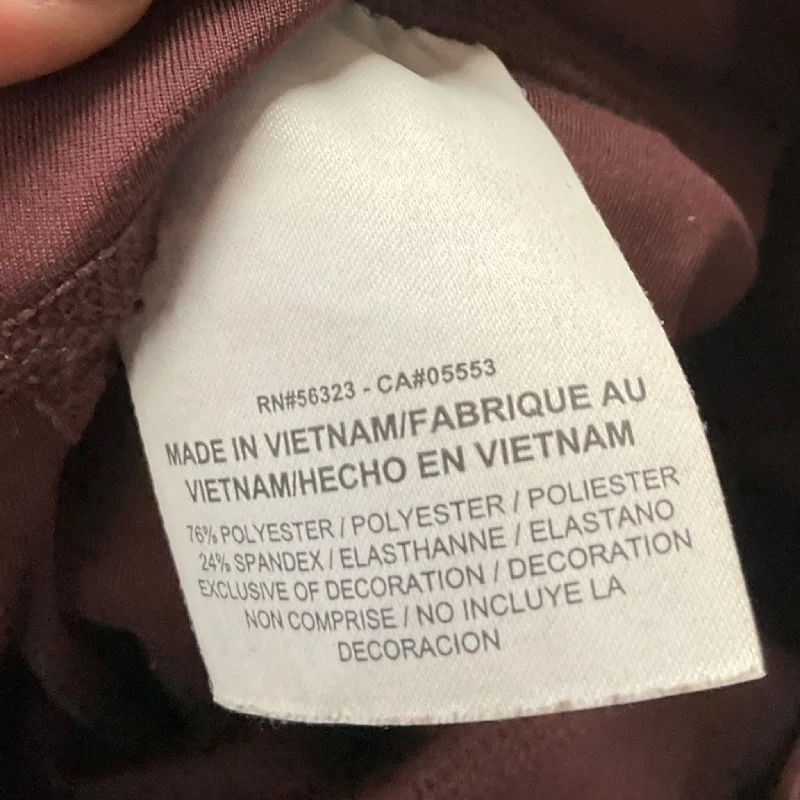 RN#56323 - CA#05553
MADE IN VIETNAM/FABRIQUE AU
VIETNAM/HECHO EN VIETNAM
76% POLYESTER / POLYESTER / POLIESTER
24% SPANDEX / ELASTHANNE / ELASTANO
EXCLUSIVE OF DECORATION / DECORATION
NON COMPRISE / NO INCLUYE LA
DECORACION